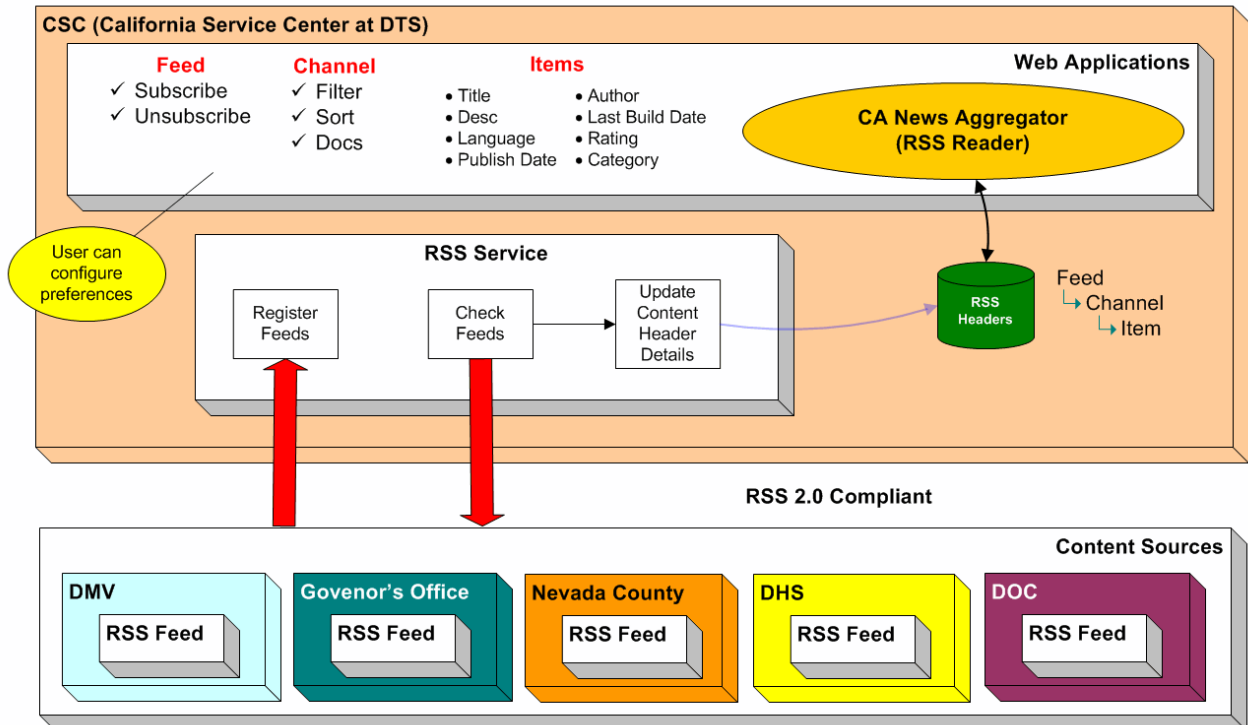 CSC (California Service Center at DTS)
Web Applications
Feed
✓ Subscribe
✓ Unsubscribe
Channel
✓ Filter
✓ Sort
✓ Docs
Items
• Title
• Desc
• Language
• Publish Date
• Author
• Last Build Date
• Rating
• Category
CA News Aggregator
(RSS Reader)
User can
configure
preferences
RSS Service
Register
Feeds
Check
Feeds
Update
Content
Header
Details
RSS
Headers
Feed
Channel
Item
RSS 2.0 Compliant
Content Sources
DMV
RSS Feed
Govenor's Office
RSS Feed
Nevada County
RSS Feed
DHS
RSS Feed
DOC
RSS Feed